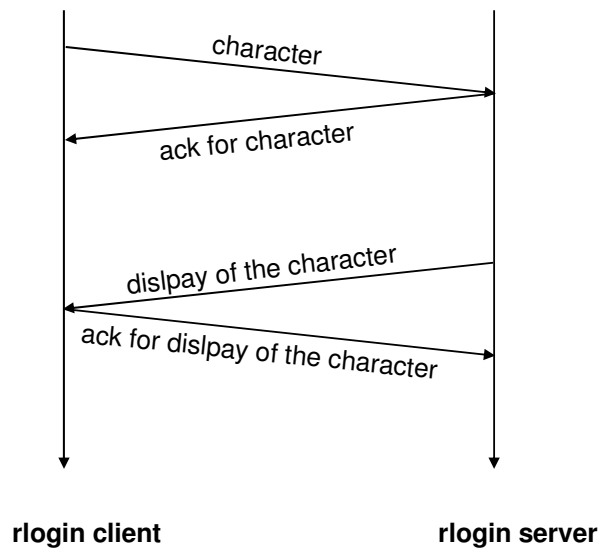 character
ack for character
dislpay of the character
ack for dislpay of the character
rlogin client
rlogin server